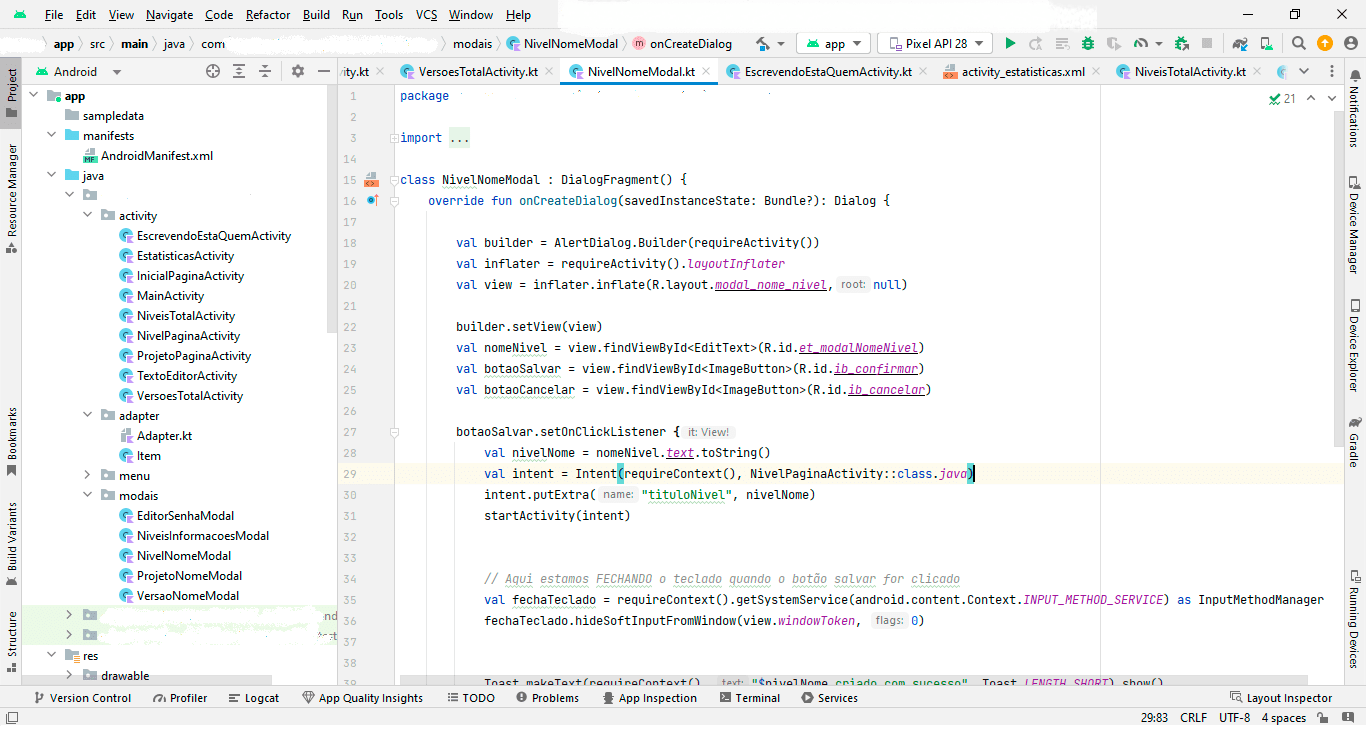 File Edit View Navigate Code Refactor Build Run Tools VCS Window Help
app src main java com modais NivelNomeModal onCreateDialog app Pixel API 28
Project
Resource Manager
Bookmarks
Build Variants
Structure
Android
ity.kt VersoesTotalActivity.kt NivelNomeModal.kt EscrevendoEstaQuemActivity.kt activity_estatisticas.xml NiveisTotalActivity.kt
app
sampledata
manifests
AndroidManifest.xml
java
activity
EscrevendoEstaQuemActivity
EstatisticasActivity
InicialPaginaActivity
MainActivity
NiveisTotalActivity
NivelPaginaActivity
ProjetoPaginaActivity
TextoEditorActivity
VersoesTotalActivity
adapter
Adapter.kt
Item
menu
modais
EditorSenhaModal
NiveisInformacoesModal
NivelNomeModal
ProjetoNomeModal
VersaoNomeModal
res
drawable
21
1 package
2
3 import ...
14
15 class NivelNomeModal : DialogFragment() {
16 override fun onCreateDialog(savedInstanceState: Bundle?): Dialog {
17
18 val builder = AlertDialog.Builder(requireActivity())
19 val inflater = requireActivity().layoutInflater
20 val view = inflater.inflate(R.layout.modal_nome_nivel, root: null)
21
22 builder.setView(view)
23 val nomeNivel = view.findViewById<EditText>(R.id.et_modalNomeNivel)
24 val botaoSalvar = view.findViewById<ImageButton>(R.id.ib_confirmar)
25 val botaoCancelar = view.findViewById<ImageButton>(R.id.ib_cancelar)
26
27 botaoSalvar.setOnClickListener { it: View!
28 val nivelNome = nomeNivel.text.toString()
29 val intent = Intent(requireContext(), NivelPaginaActivity::class.java)
30 intent.putExtra( name: "tituloNivel", nivelNome)
31 startActivity(intent)
32
33
34 // Aqui estamos FECHANDO o teclado quando o botão salvar for clicado
35 val fechaTeclado = requireContext().getSystemService(android.content.Context.INPUT_METHOD_SERVICE) as InputMethodManager
36 fechaTeclado.hideSoftInputFromWindow(view.windowToken, flags: 0)
37
38
39 Toast.makeText(requireContext(), text: "$nivelNome criado com sucesso", Toast.LENGTH_SHORT).show()
Notifications
Device Manager
Device Explorer
Gradle
Running Devices
Version Control Profiler Logcat App Quality Insights TODO Problems App Inspection Terminal Services Layout Inspector
29:83 CRLF UTF-8 4 spaces